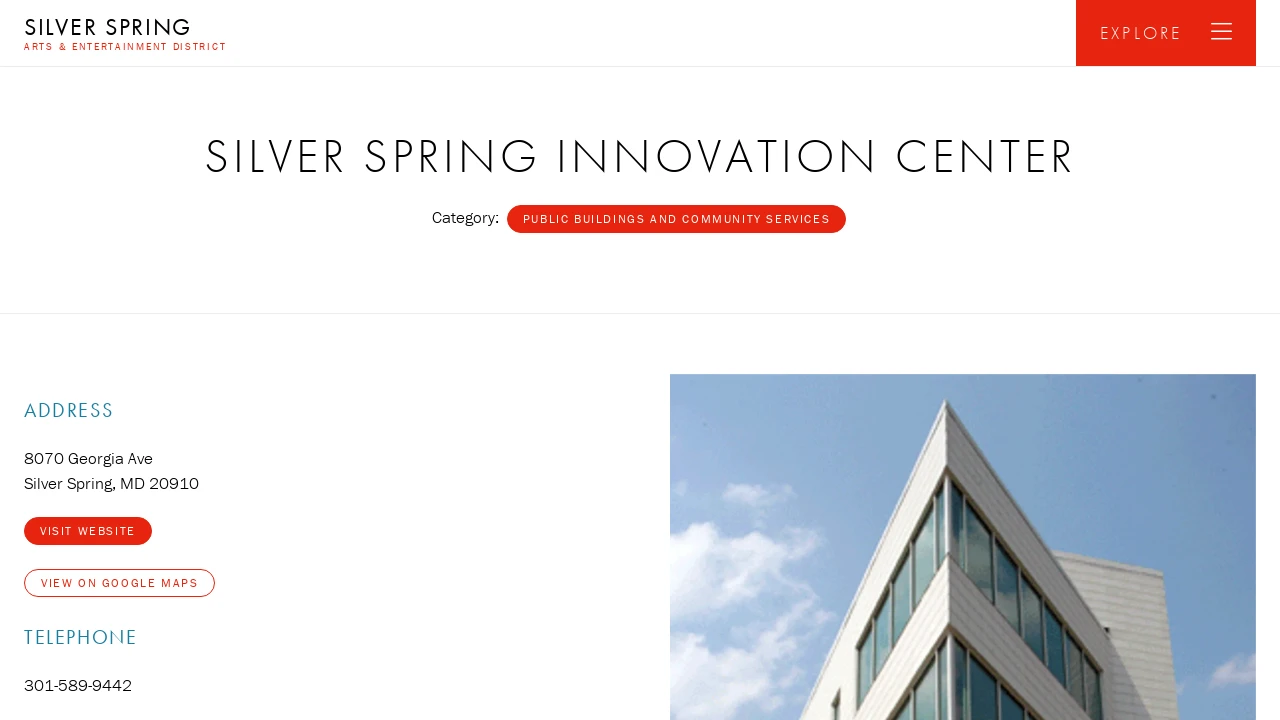 SILVER SPRING
ARTS & ENTERTAINMENT DISTRICT
EXPLORE
SILVER SPRING INNOVATION CENTER
Category: PUBLIC BUILDINGS AND COMMUNITY SERVICES
ADDRESS
8070 Georgia Ave
Silver Spring, MD 20910
VISIT WEBSITE
VIEW ON GOOGLE MAPS
TELEPHONE
301-589-9442